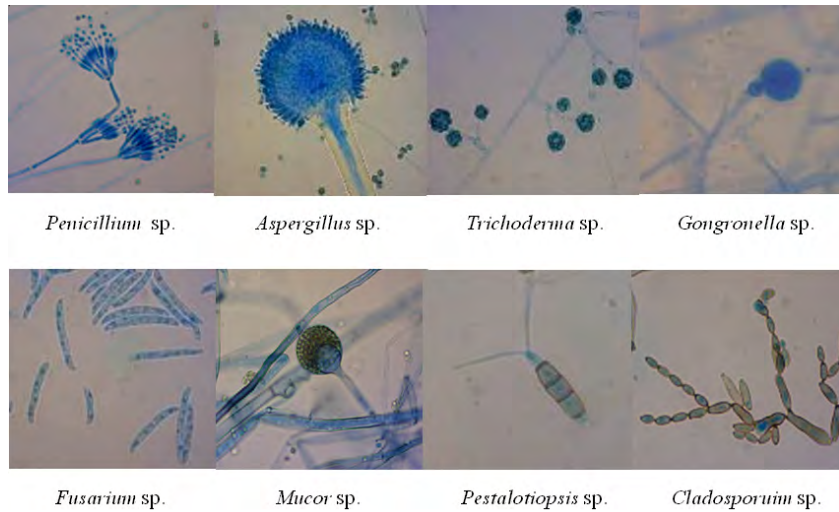 Penicillium sp.
Aspergillus sp.
Trichoderma sp.
Gongronella sp.
Fusarium sp.
Mucor sp.
Pestalotiopsis sp.
Cladosporuim sp.